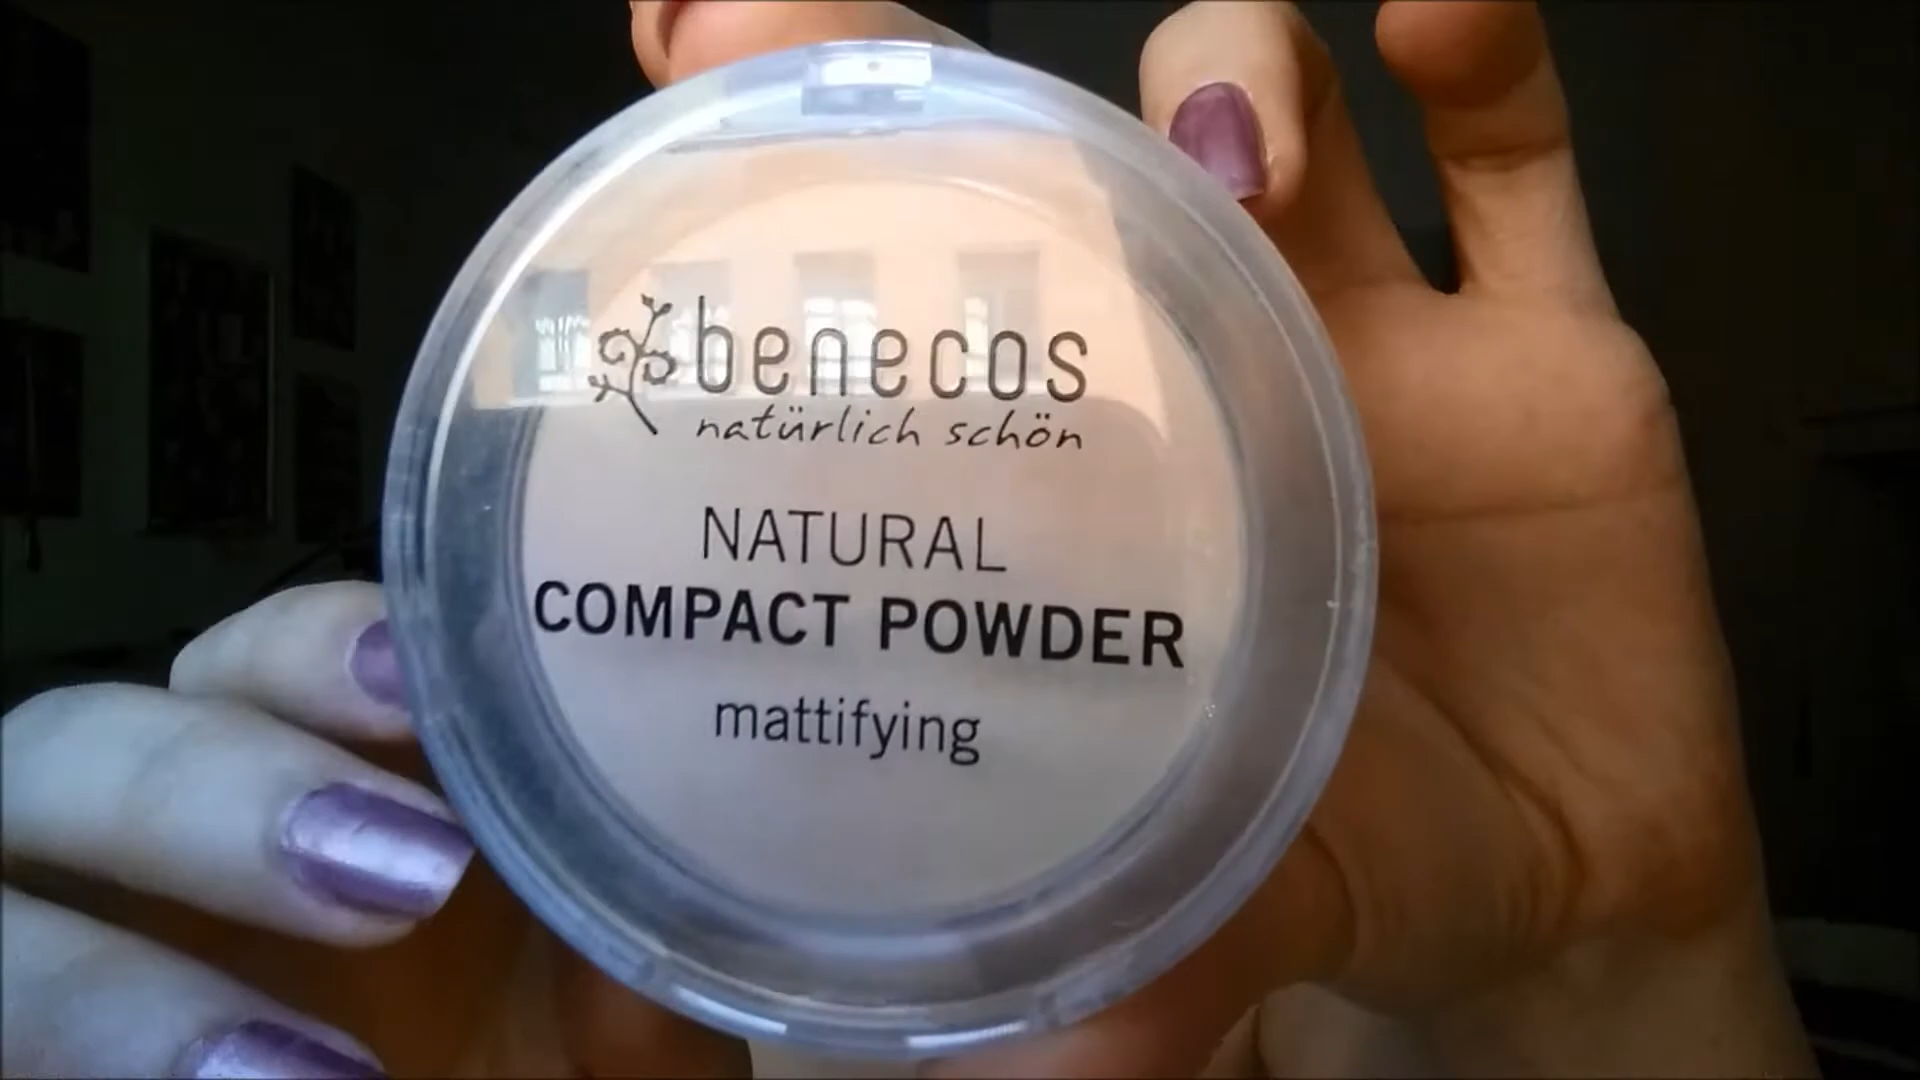 benecos
natürlich schön
NATURAL
COMPACT POWDER
mattifying